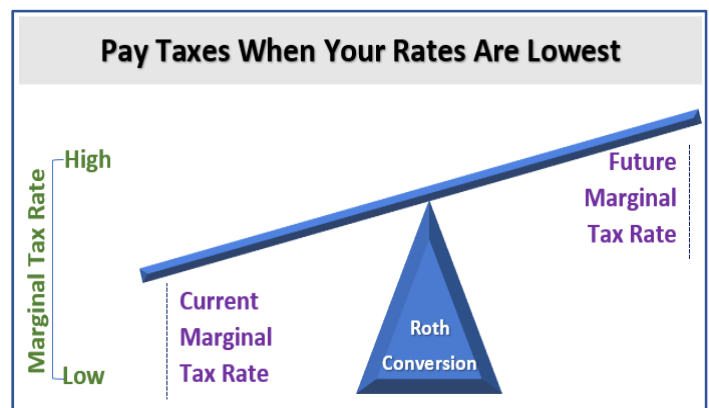 Pay Taxes When Your Rates Are Lowest
Marginal Tax Rate
High
Low
Current
Marginal
Tax Rate
Roth
Conversion
Future
Marginal
Tax Rate